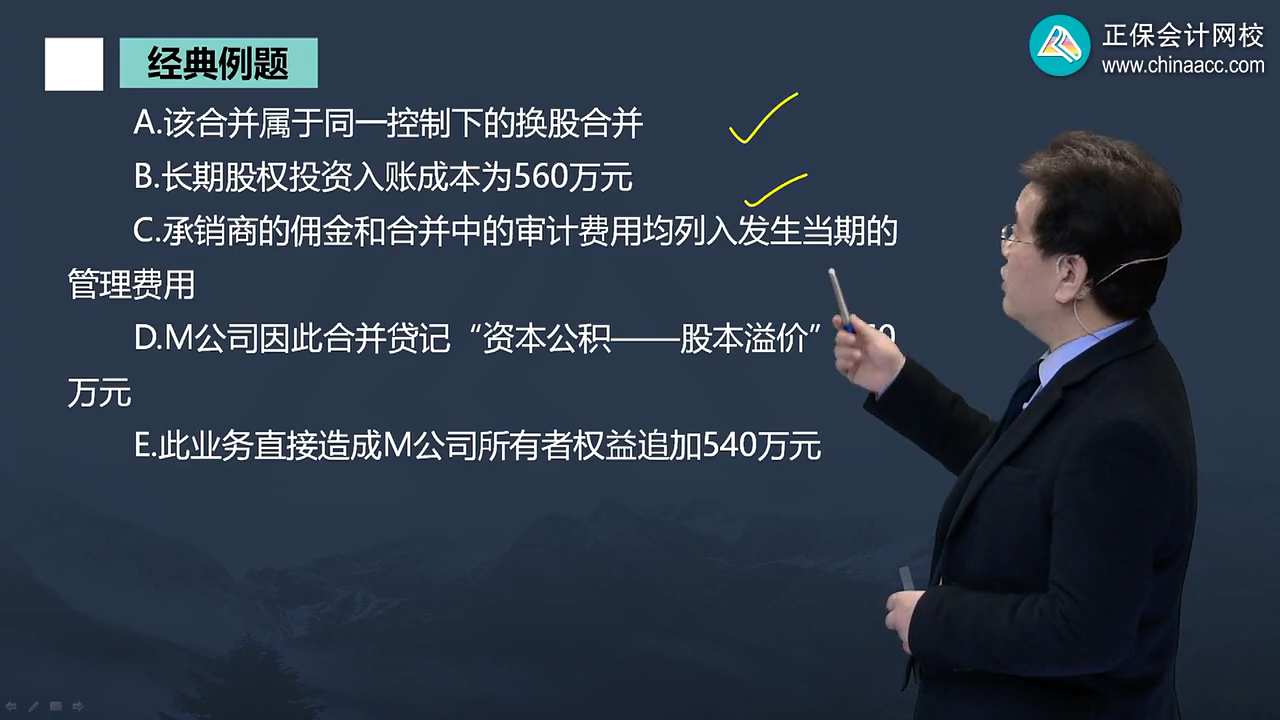 经典例题
正保会计网校
www.chinaacc.com
A.该合并属于同一控制下的换股合并
B.长期股权投资入账成本为560万元
C.承销商的佣金和合并中的审计费用均列入发生当期的
管理费用
D.M公司因此合并贷记“资本公积——股本溢价”
万元
E.此业务直接造成M公司所有者权益追加540万元